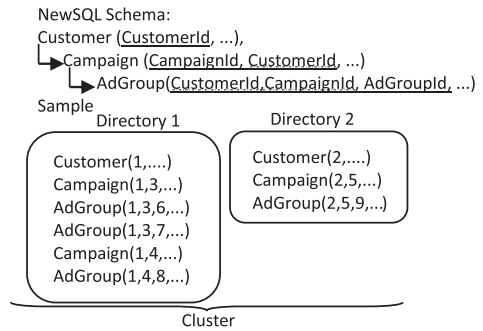 NewSQL Schema:
Customer (CustomerId, ...),
Campaign (CampaignId, CustomerId, ...)
AdGroup(CustomerId,CampaignId, AdGroupId, ...)
Sample
Directory 1
Customer(1,....)
Campaign(1,3,...)
AdGroup(1,3,6,...)
AdGroup(1,3,7,...)
Campaign(1,4,...)
AdGroup(1,4,8,...)
Directory 2
Customer(2,....)
Campaign(2,5,...)
AdGroup(2,5,9,...)
Cluster